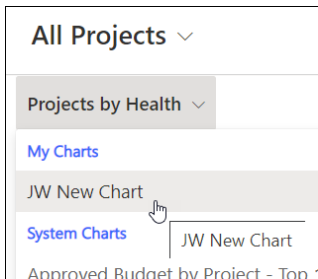 All Projects
Projects by Health
My Charts
JW New Chart
System Charts
JW New Chart
Approved Budget by Project - Top